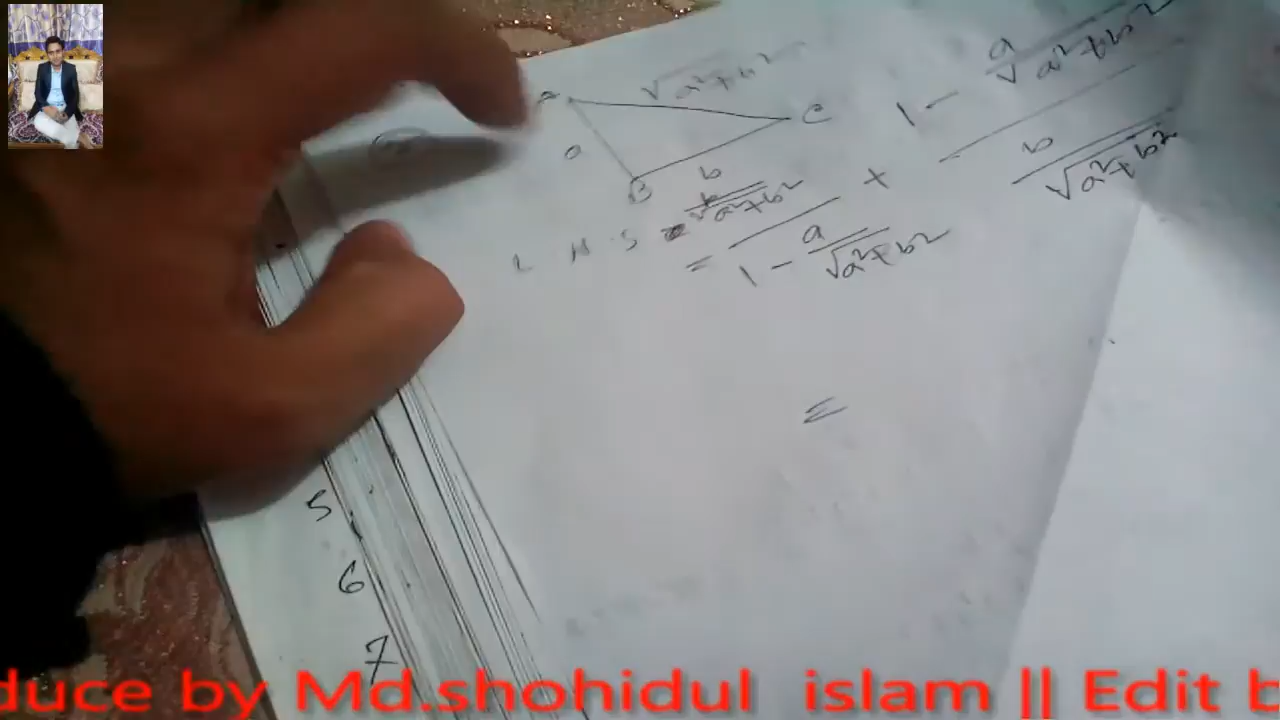 √a²+b²
A C
a
B b
L H S = b/√a²+b² / 1 - a/√a²+b² + 1 - a/√a²+b² / b/√a²+b²
=
5
6
7
duce by Md.shohidul islam || Edit b